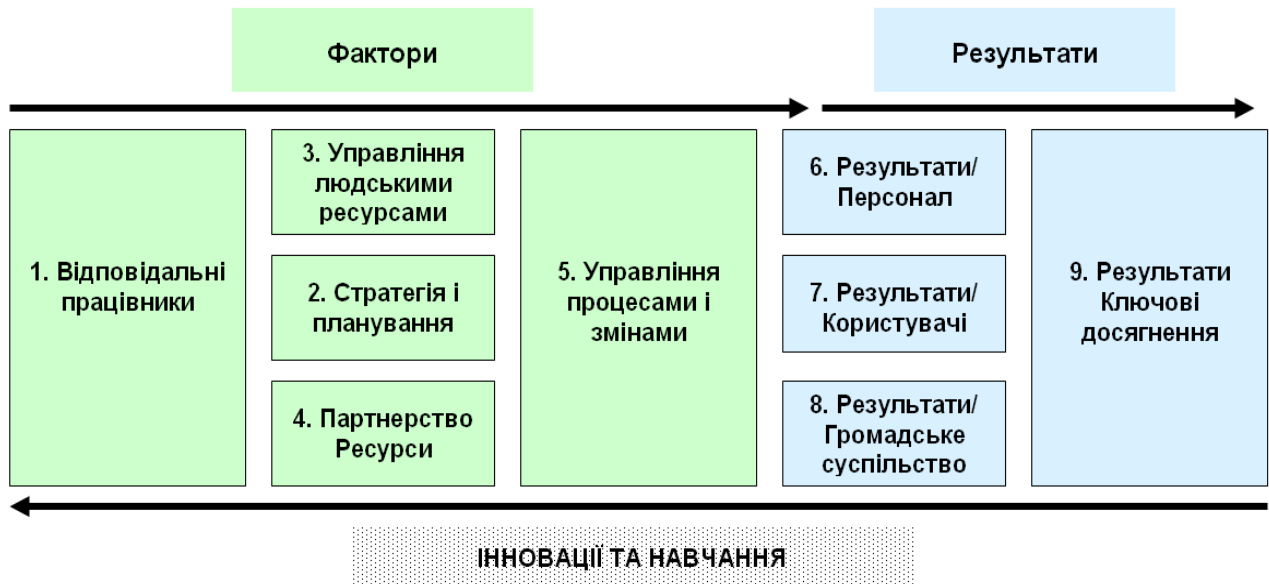 Фактори
Результати
1. Відповідальні
працівники
3. Управління
людськими
ресурсами
2. Стратегія і
планування
4. Партнерство
Ресурси
5. Управління
процесами і
змінами
6. Результати/
Персонал
7. Результати/
Користувачі
8. Результати/
Громадське
суспільство
9. Результати
Ключові
досягнення
ІННОВАЦІЇ ТА НАВЧАННЯ